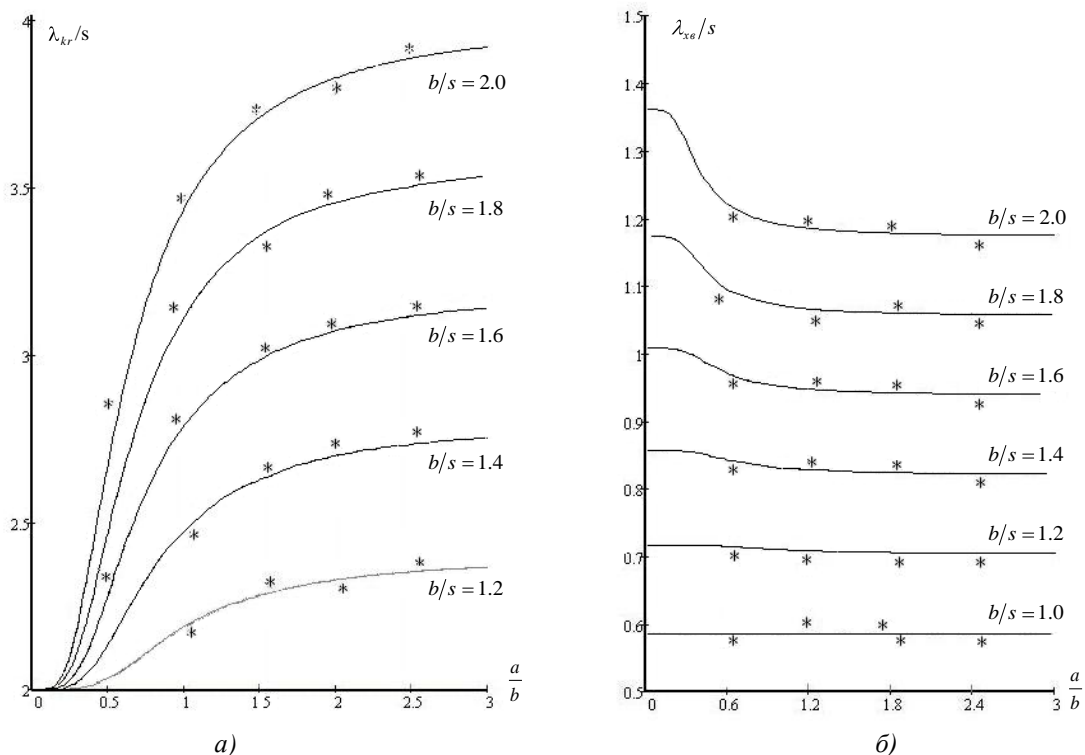 λ_kr/s
4
3.5
3
2.5
2
0 0.5 1 1.5 2 2.5 3
a/b
b/s = 2.0
b/s = 1.8
b/s = 1.6
b/s = 1.4
b/s = 1.2
а)
λ_хв/s
1.5
1.4
1.3
1.2
1.1
1
0.9
0.8
0.7
0.6
0.5
0 0.6 1.2 1.8 2.4 3
a/b
b/s = 2.0
b/s = 1.8
b/s = 1.6
b/s = 1.4
b/s = 1.2
b/s = 1.0
б)